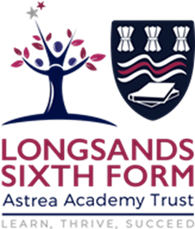 LONGSANDS
SIXTH FORM
Astrea Academy Trust
LEARN, THRIVE, SUCCEED